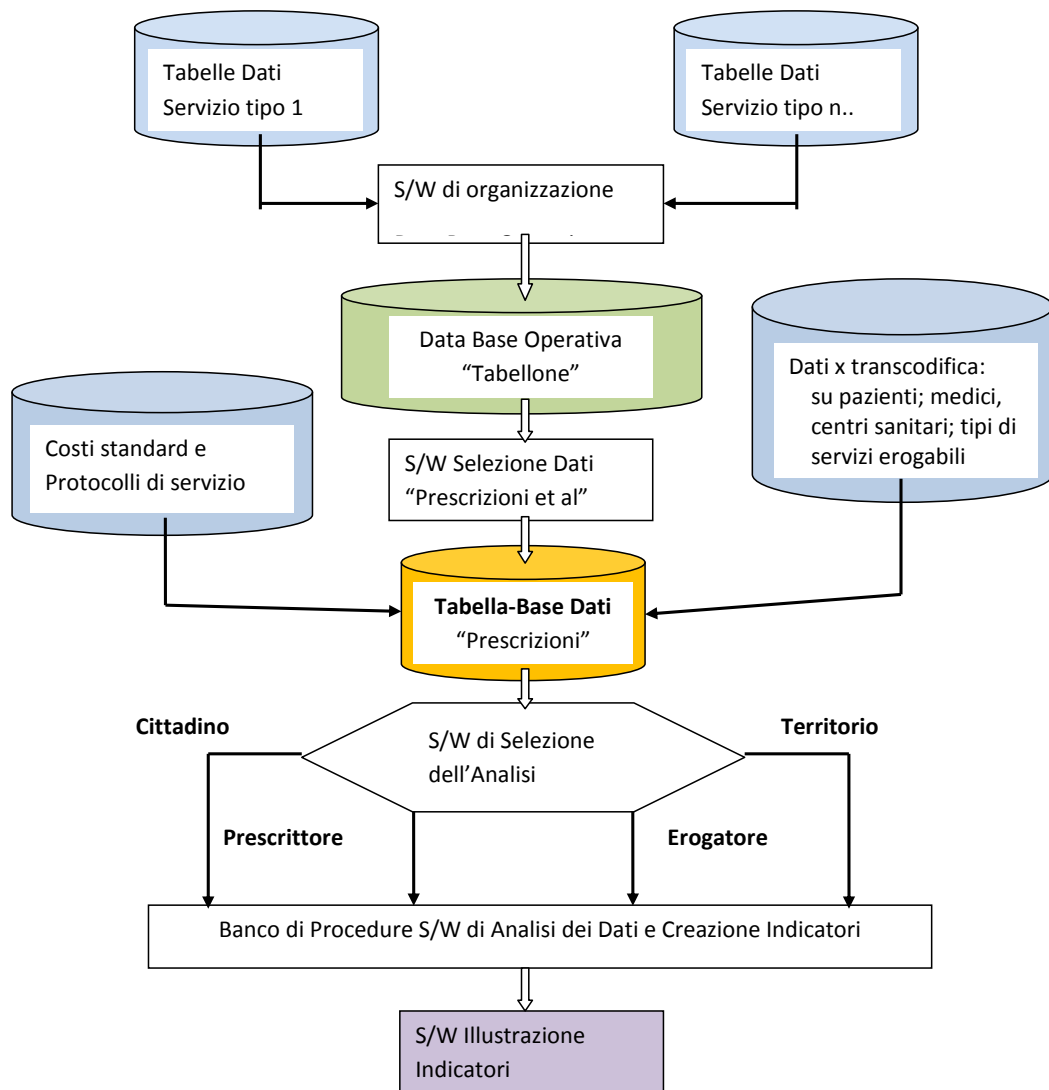 Tabelle Dati
Servizio tipo 1
Tabelle Dati
Servizio tipo n..
S/W di organizzazione
Data Base Operativa
“Tabellone”
Dati x transcodifica:
su pazienti; medici,
centri sanitari; tipi di
servizi erogabili
Costi standard e
Protocolli di servizio
S/W Selezione Dati
“Prescrizioni et al”
Tabella-Base Dati
“Prescrizioni”
Cittadino
Territorio
S/W di Selezione
dell’Analisi
Prescrittore
Erogatore
Banco di Procedure S/W di Analisi dei Dati e Creazione Indicatori
S/W Illustrazione
Indicatori